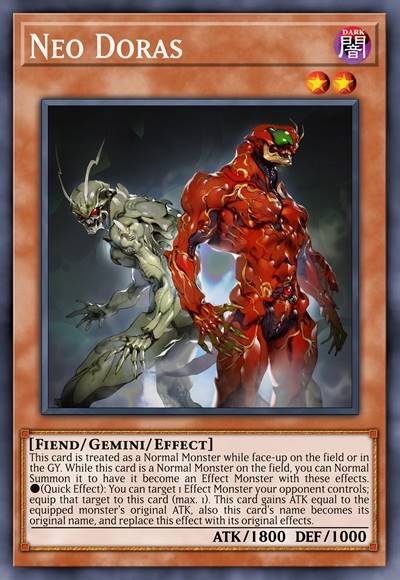 NEO DORAS
DARK
闇
[FIEND/GEMINI/EFFECT]
This card is treated as a Normal Monster while face-up on the field or in
the GY. While this card is a Normal Monster on the field, you can Normal
Summon it to have it become an Effect Monster with these effects.
●(Quick Effect): You can target 1 Effect Monster your opponent controls;
equip that target to this card (max. 1). This card gains ATK equal to the
equipped monster's original ATK, also this card's name becomes its
original name, and replace this effect with its original effects.
ATK/1800 DEF/1000